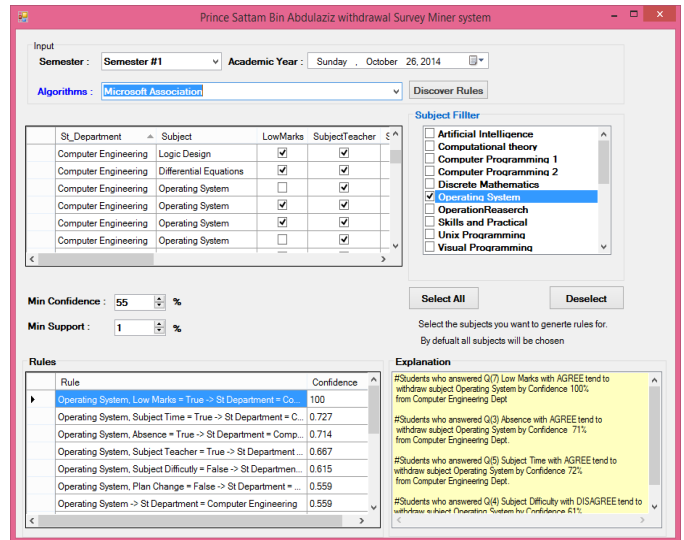 Prince Sattam Bin Abdulaziz withdrawal Survey Miner system
Input
Semester : Semester #1 Academic Year : Sunday , October 26, 2014
Algorithms : Microsoft Association Discover Rules
Subject Fillter
St_Department Subject LowMarks SubjectTeacher
Computer Engineering Logic Design
Computer Engineering Differential Equations
Computer Engineering Operating System
Computer Engineering Operating System
Computer Engineering Operating System
Computer Engineering Operating System
Artificial Intelligence
Computational theory
Computer Programming 1
Computer Programming 2
Discrete Mathematics
Operating System
OperationReaserch
Skills and Practical
Unix Programming
Visual Programming
Min Confidence : 55 %
Min Support : 1 %
Select All Deselect
Select the subjects you want to generte rules for.
By defualt all subjects will be chosen
Rules
Rule Confidence
Operating System, Low Marks = True -> St Department = Co... 100
Operating System, Subject Time = True -> St Department = C... 0.727
Operating System, Absence = True -> St Department = Comp... 0.714
Operating System, Subject Teacher = True -> St Department ... 0.667
Operating System, Subject Difficutly = False -> St Departmen... 0.615
Operating System, Plan Change = False -> St Department = ... 0.559
Operating System -> St Department = Computer Engineering 0.559
Explanation
#Students who answered Q(7) Low Marks with AGREE tend to
withdraw subject Operating System by Confidence 100%
from Computer Engineering Dept
#Students who answered Q(3) Absence with AGREE tend to
withdraw subject Operating System by Confidence 71%
from Computer Engineering Dept.
#Students who answered Q(5) Subject Time with AGREE tend to
withdraw subject Operating System by Confidence 72%
from Computer Engineering Dept.
#Students who answered Q(4) Subject Difficulty with DISAGREE tend to
withdraw subject Operating System by Confidence 61%